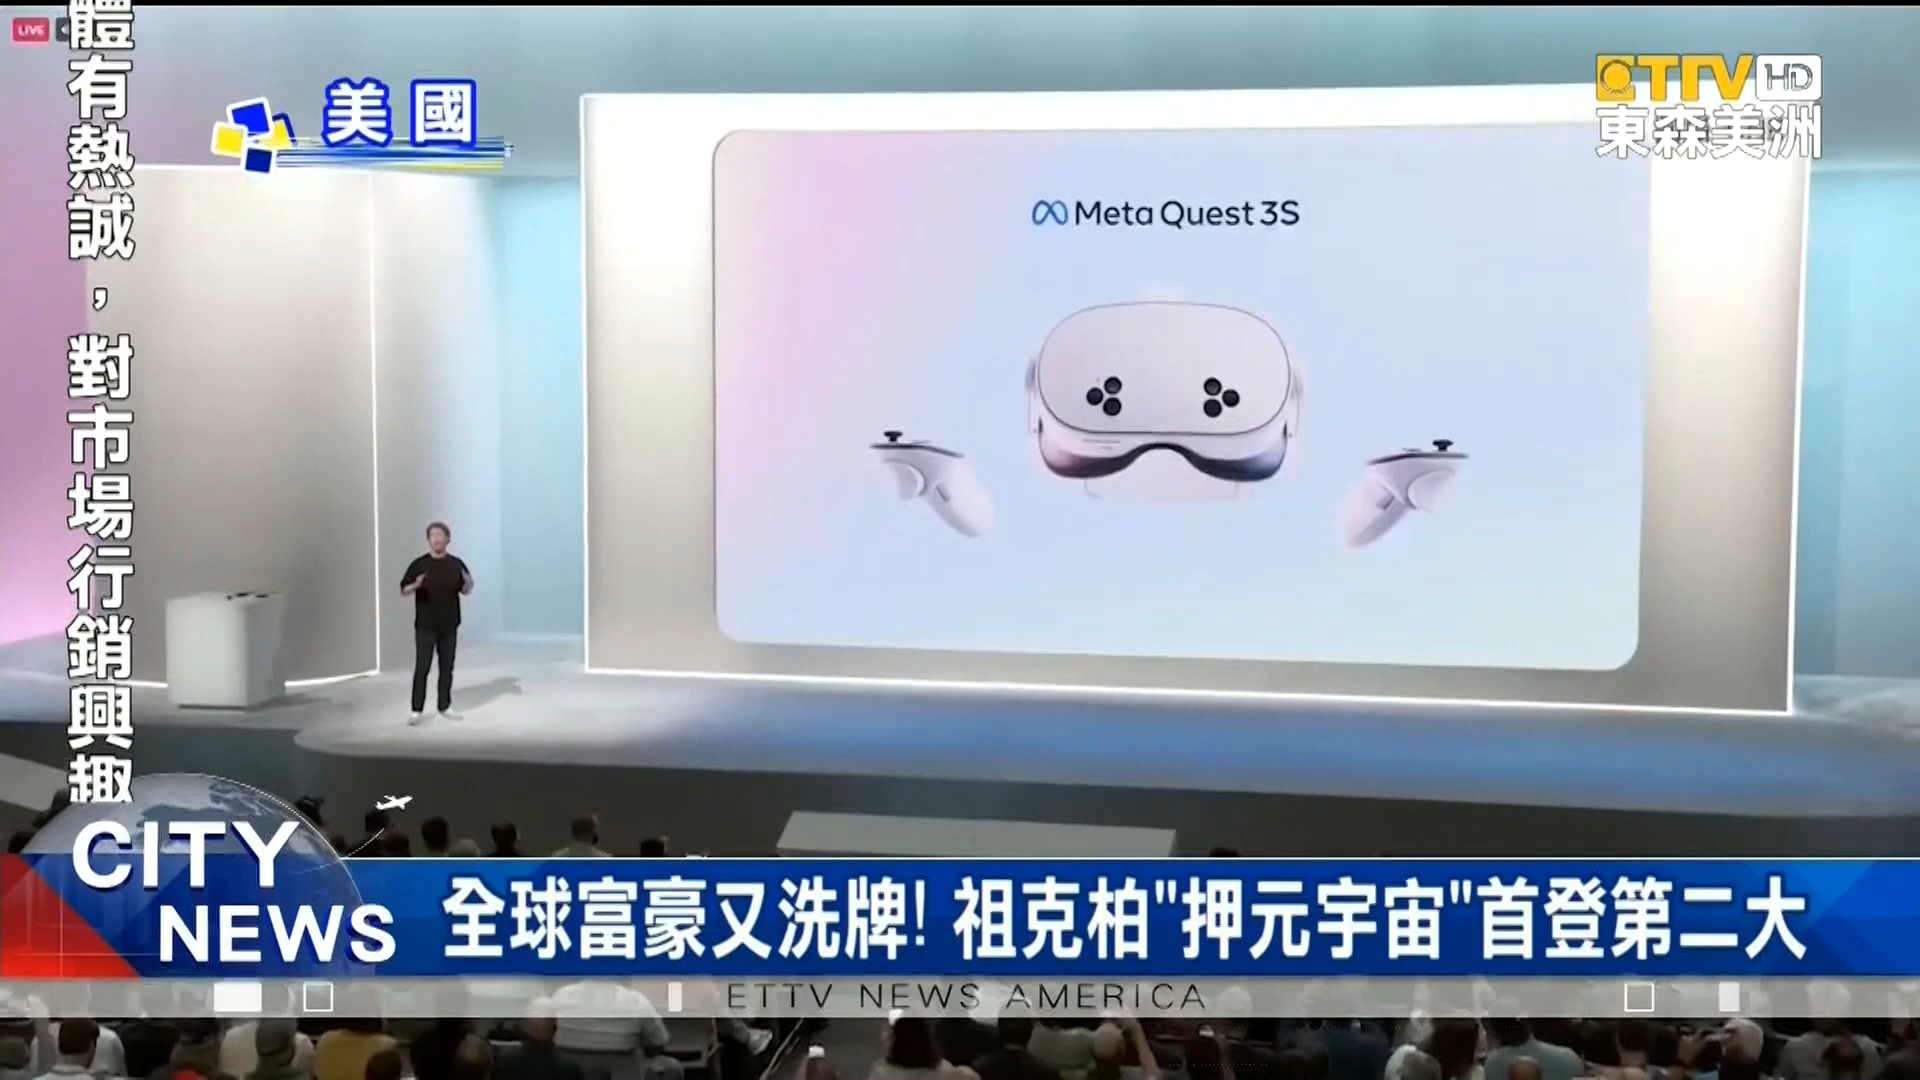 LIVE
體有熱誠，對市場行銷興趣
美國
ETTV HD
東森美洲
Meta Quest 3S
CITY
NEWS
全球富豪又洗牌! 祖克柏"押元宇宙"首登第二大
ETTV NEWS AMERICA